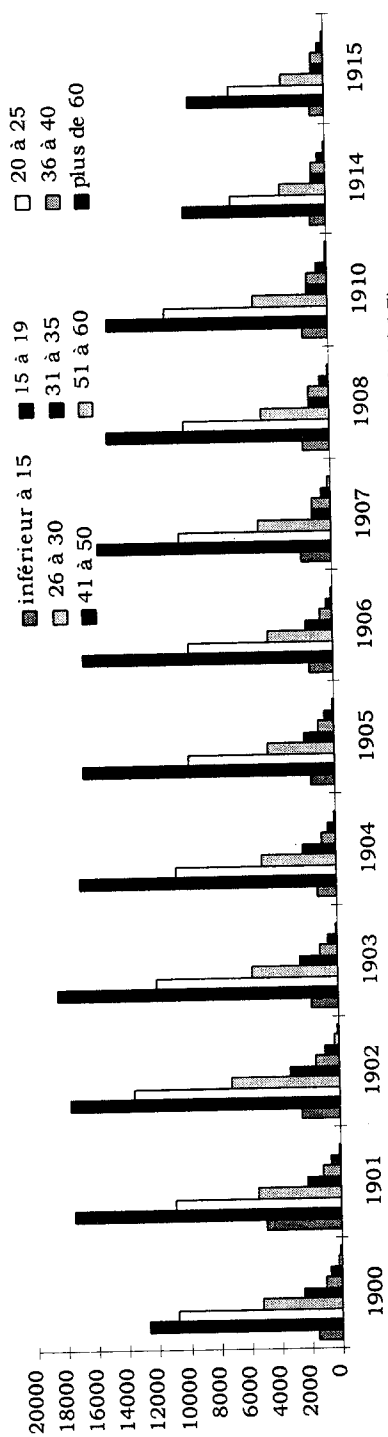 inférieur à 15
15 à 19
20 à 25
26 à 30
31 à 35
36 à 40
41 à 50
51 à 60
plus de 60
20000
18000
16000
14000
12000
10000
8000
6000
4000
2000
0
1900 1901 1902 1903 1904 1905 1906 1907 1908 1910 1914 1915